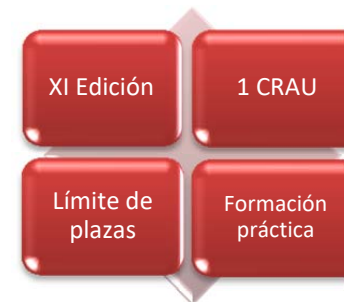 XI Edición
1 CRAU
Límite de
plazas
Formación
práctica